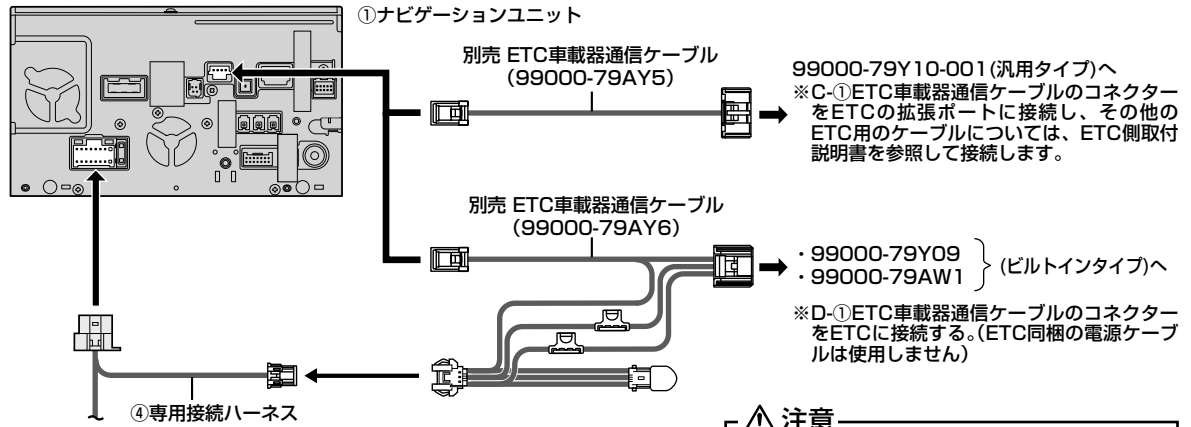 ①ナビゲーションユニット
別売 ETC車載器通信ケーブル
（99000-79AY5）
99000-79Y10-001(汎用タイプ)へ
※C-①ETC車載器通信ケーブルのコネクター
をETCの拡張ポートに接続し、その他の
ETC用のケーブルについては、ETC側取付
説明書を参照して接続します。
別売 ETC車載器通信ケーブル
（99000-79AY6）
・99000-79Y09
・99000-79AW1
(ビルトインタイプ)へ
※D-①ETC車載器通信ケーブルのコネクター
をETCに接続する。(ETC同梱の電源ケーブ
ルは使用しません)
④専用接続ハーネス
注意